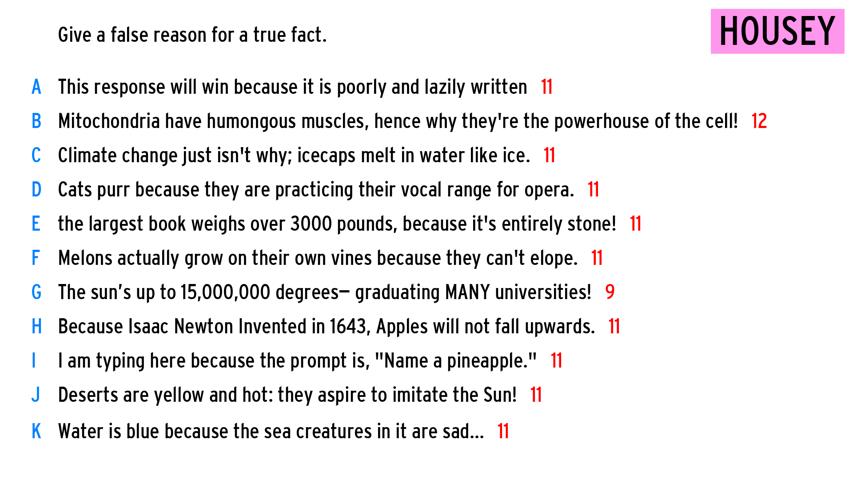 Give a false reason for a true fact.
HOUSEY
A This response will win because it is poorly and lazily written 11
B Mitochondria have humongous muscles, hence why they're the powerhouse of the cell! 12
C Climate change just isn't why; icecaps melt in water like ice. 11
D Cats purr because they are practicing their vocal range for opera. 11
E the largest book weighs over 3000 pounds, because it's entirely stone! 11
F Melons actually grow on their own vines because they can't elope. 11
G The sun’s up to 15,000,000 degrees— graduating MANY universities! 9
H Because Isaac Newton Invented in 1643, Apples will not fall upwards. 11
I I am typing here because the prompt is, "Name a pineapple." 11
J Deserts are yellow and hot: they aspire to imitate the Sun! 11
K Water is blue because the sea creatures in it are sad... 11